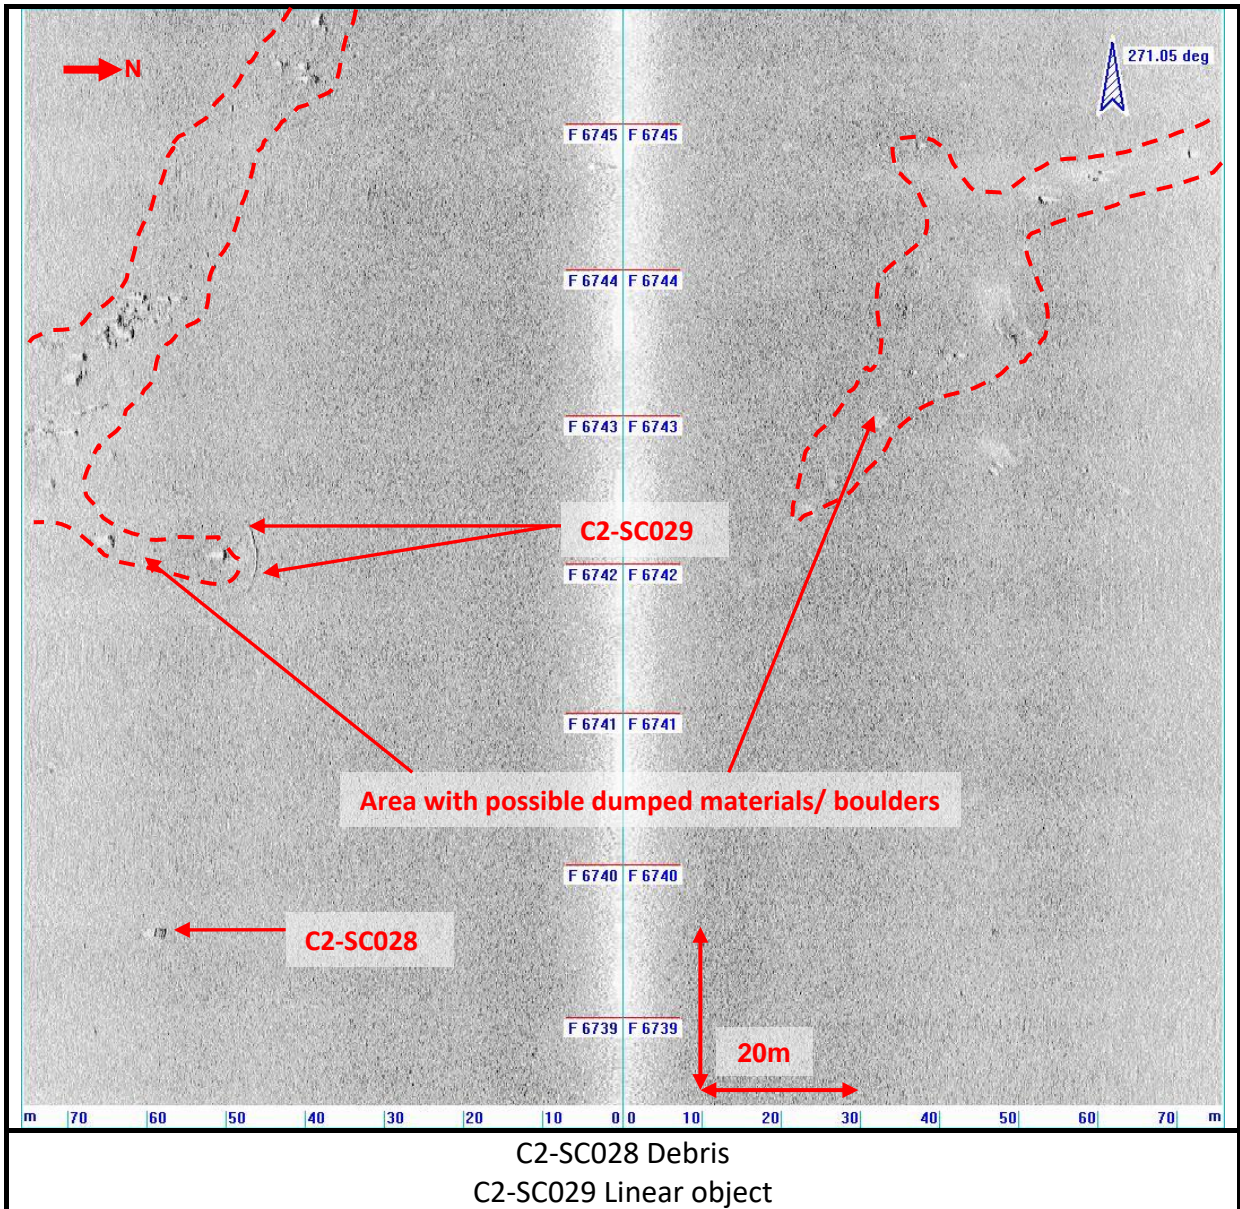 271.05 deg
N
F 6745 F 6745
F 6744 F 6744
F 6743 F 6743
C2-SC029
F 6742 F 6742
F 6741 F 6741
Area with possible dumped materials/ boulders
F 6740 F 6740
C2-SC028
F 6739 F 6739
20m
m 70 60 50 40 30 20 10 0 0 10 20 30 40 50 60 70 m
C2-SC028 Debris
C2-SC029 Linear object